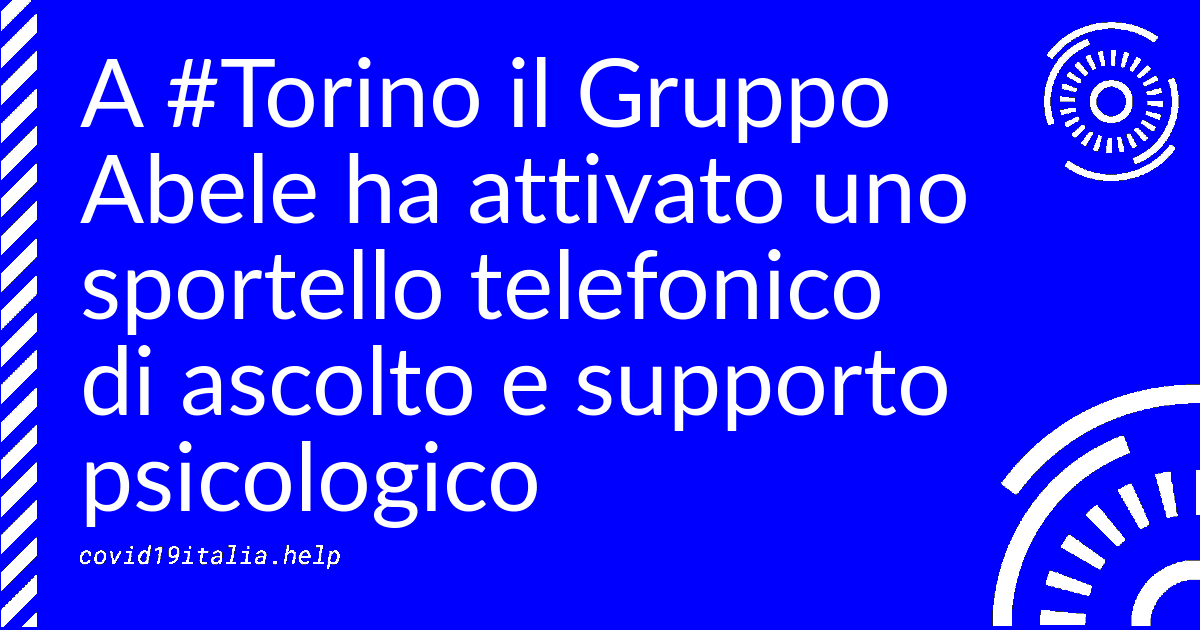 A #Torino il Gruppo
Abele ha attivato uno
sportello telefonico
di ascolto e supporto
psicologico
covid19italia.help